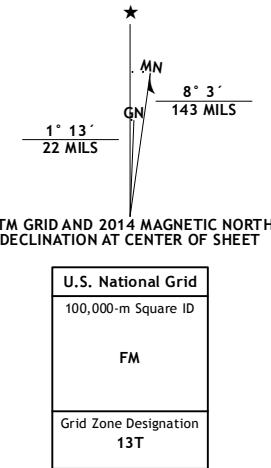 ★
MN
GN
8° 3´
143 MILS
1° 13´
22 MILS
TM GRID AND 2014 MAGNETIC NORTH
DECLINATION AT CENTER OF SHEET
U.S. National Grid
100,000-m Square ID
FM
Grid Zone Designation
13T